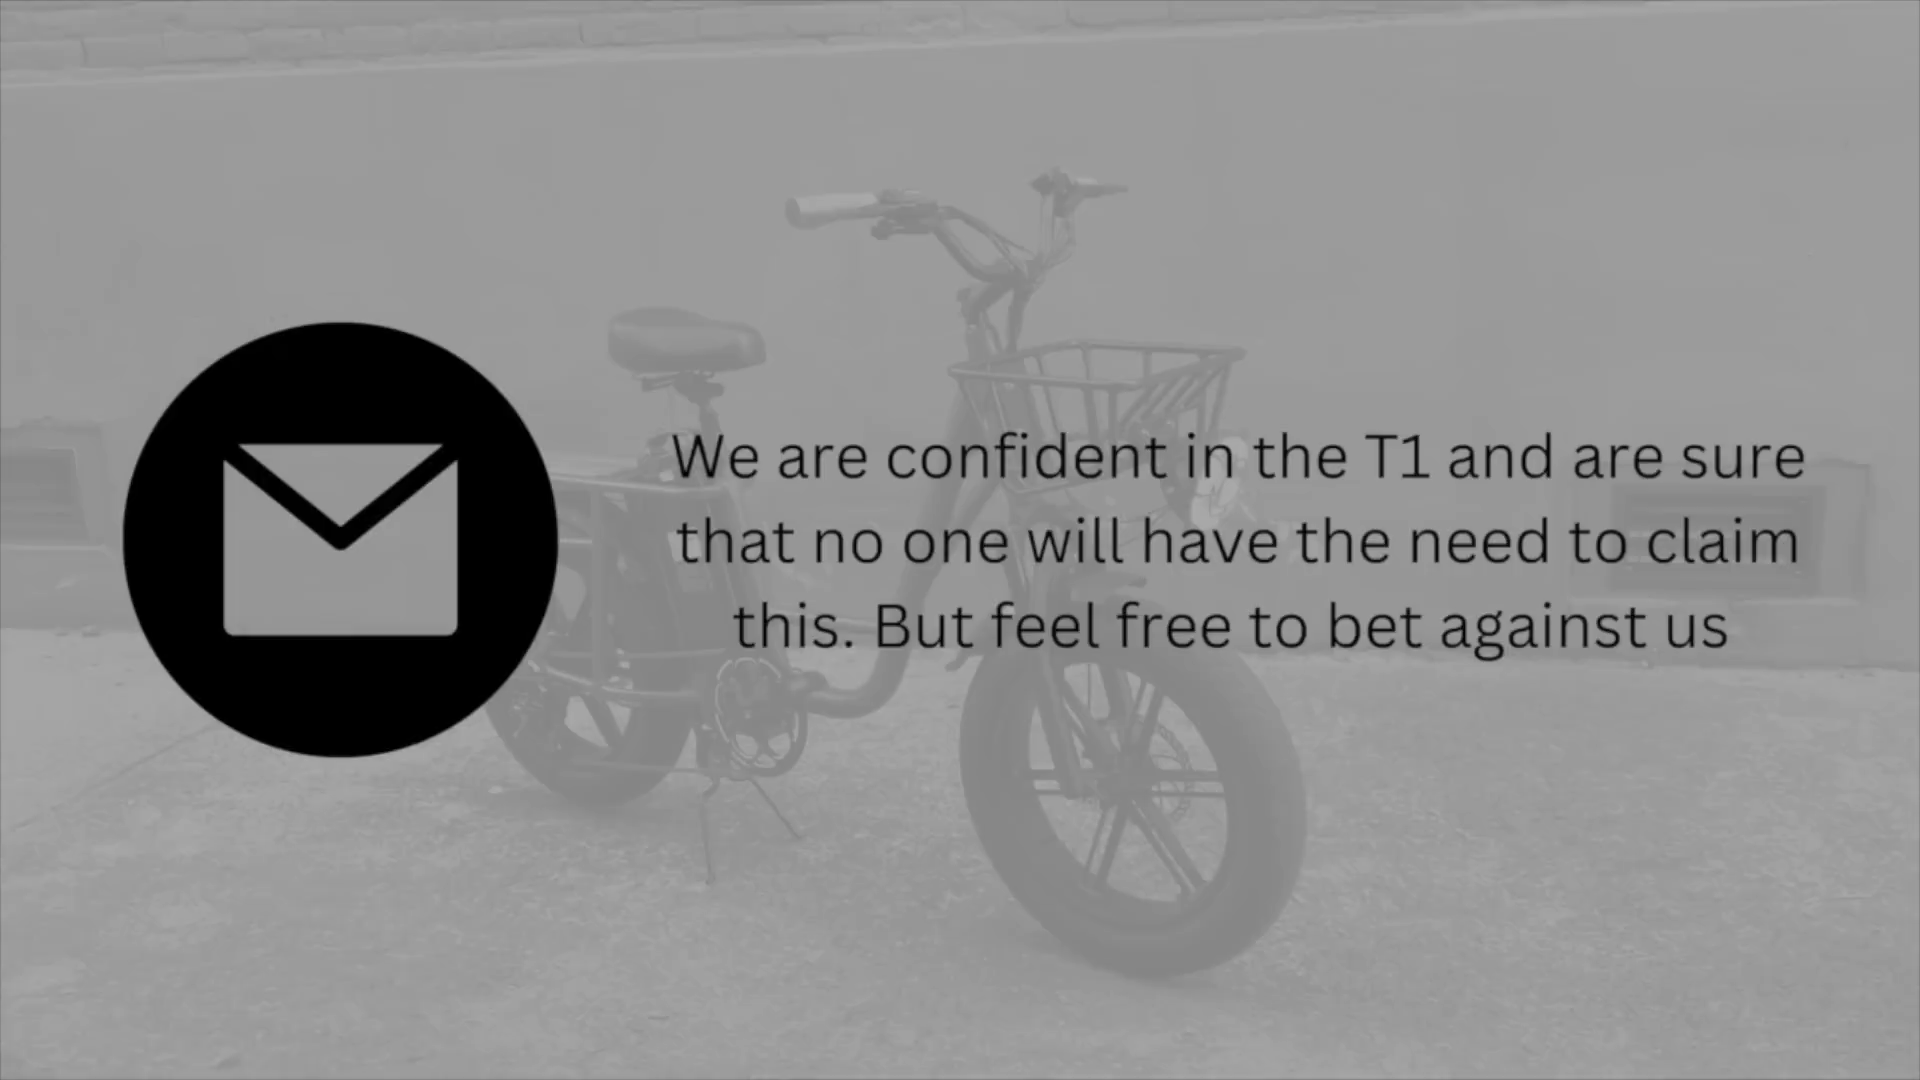 We are confident in the T1 and are sure
that no one will have the need to claim
this. But feel free to bet against us